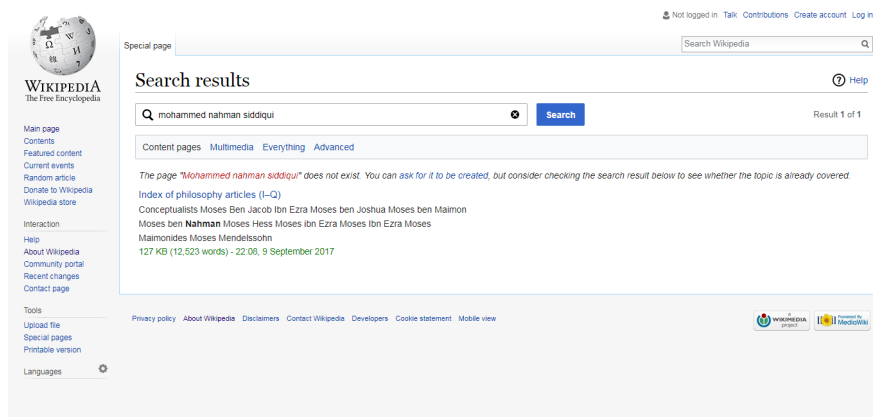 Not logged in Talk Contributions Create account Log in
Special page
Search Wikipedia
WIKIPEDIA
The Free Encyclopedia
Search results
Help
mohammed nahman siddiqui
Search
Result 1 of 1
Content pages Multimedia Everything Advanced
The page "Mohammed nahman siddiqui" does not exist. You can ask for it to be created, but consider checking the search result below to see whether the topic is already covered.
Index of philosophy articles (I–Q)
Conceptualists Moses Ben Jacob Ibn Ezra Moses ben Joshua Moses ben Maimon
Moses ben Nahman Moses Hess Moses ibn Ezra Moses Ibn Ezra Moses
Maimonides Moses Mendelssohn
127 KB (12,523 words) - 22:08, 9 September 2017
Main page
Contents
Featured content
Current events
Random article
Donate to Wikipedia
Wikipedia store
Interaction
Help
About Wikipedia
Community portal
Recent changes
Contact page
Tools
Upload file
Special pages
Printable version
Languages
Privacy policy About Wikipedia Disclaimers Contact Wikipedia Developers Cookie statement Mobile view
A
WIKIMEDIA
project
Powered By
MediaWiki